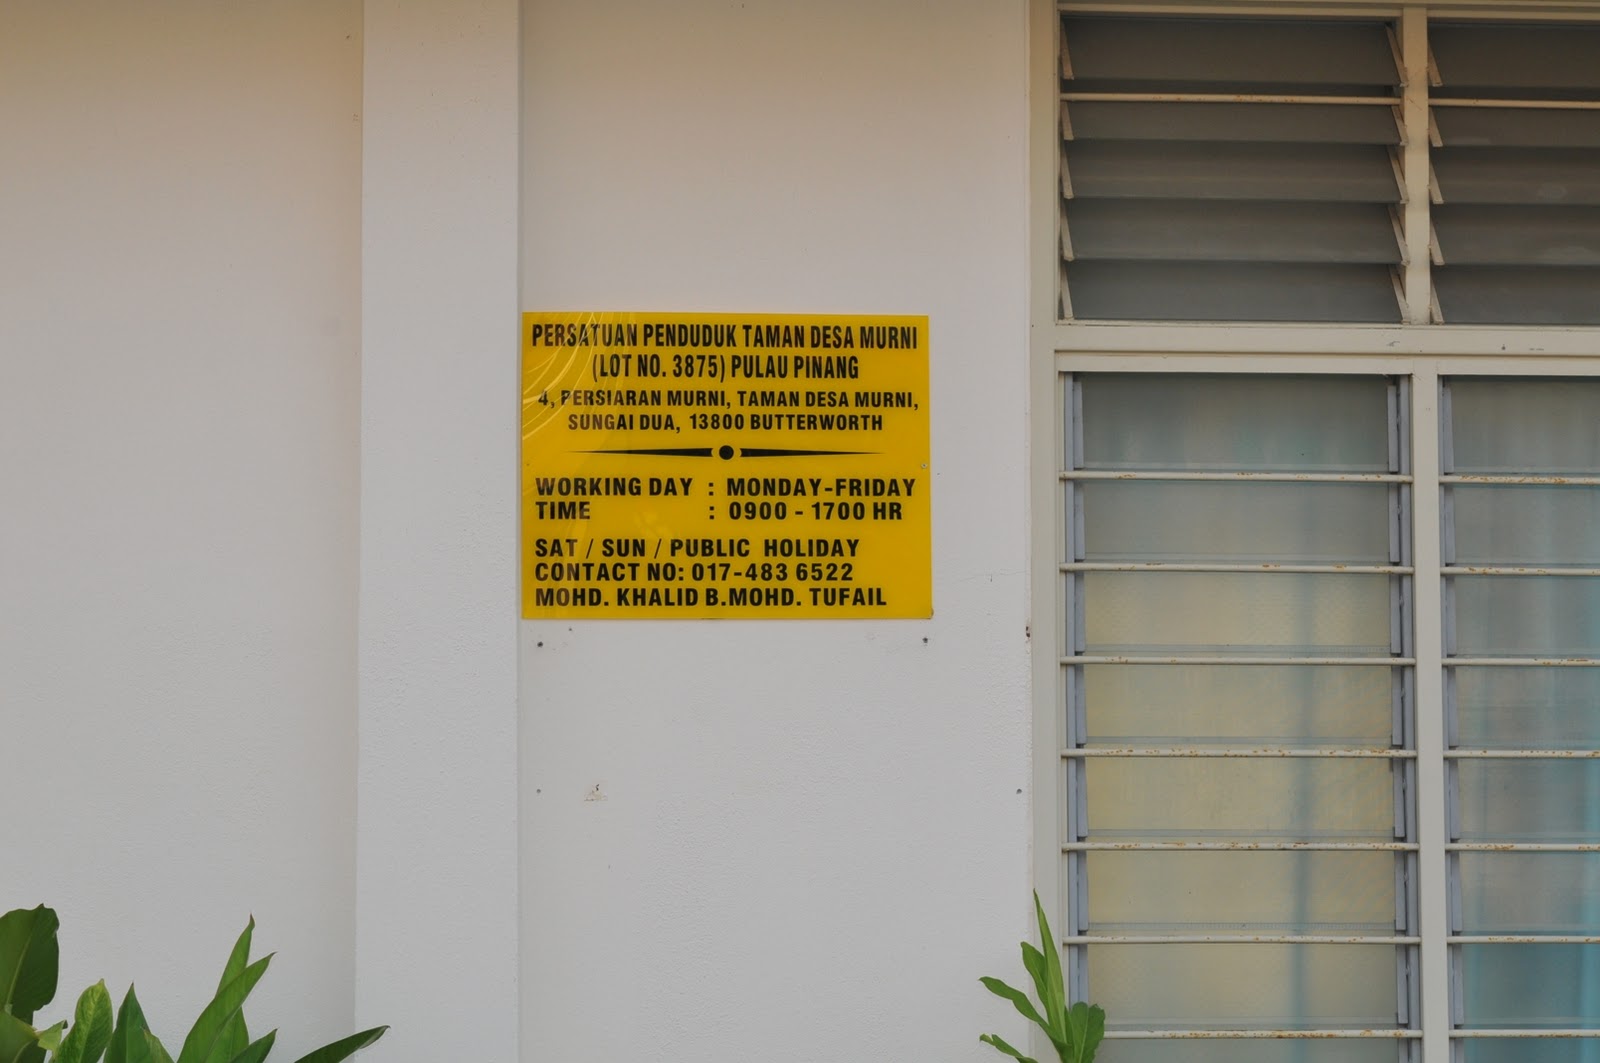 PERSATUAN PENDUDUK TAMAN DESA MURNI
(LOT NO. 3875) PULAU PINANG
4, PERSIARAN MURNI, TAMAN DESA MURNI,
SUNGAI DUA, 13800 BUTTERWORTH
WORKING DAY : MONDAY-FRIDAY
TIME : 0900 - 1700 HR
SAT / SUN / PUBLIC HOLIDAY
CONTACT NO: 017-483 6522
MOHD. KHALID B.MOHD. TUFAIL